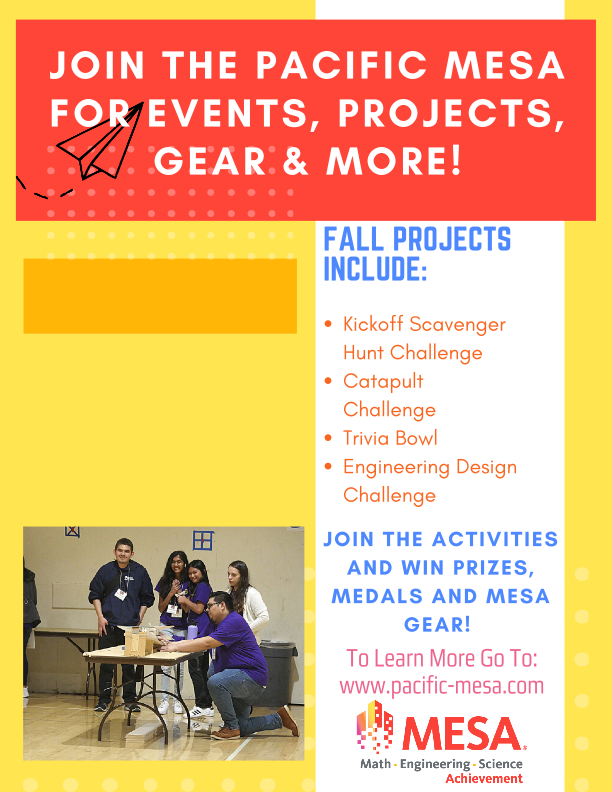 JOIN THE PACIFIC MESA
FOR EVENTS, PROJECTS,
GEAR & MORE!
FALL PROJECTS
INCLUDE:
• Kickoff Scavenger
Hunt Challenge
• Catapult
Challenge
• Trivia Bowl
• Engineering Design
Challenge
JOIN THE ACTIVITIES
AND WIN PRIZES,
MEDALS AND MESA
GEAR!
To Learn More Go To:
www.pacific-mesa.com
MESA®
Math · Engineering · Science
Achievement